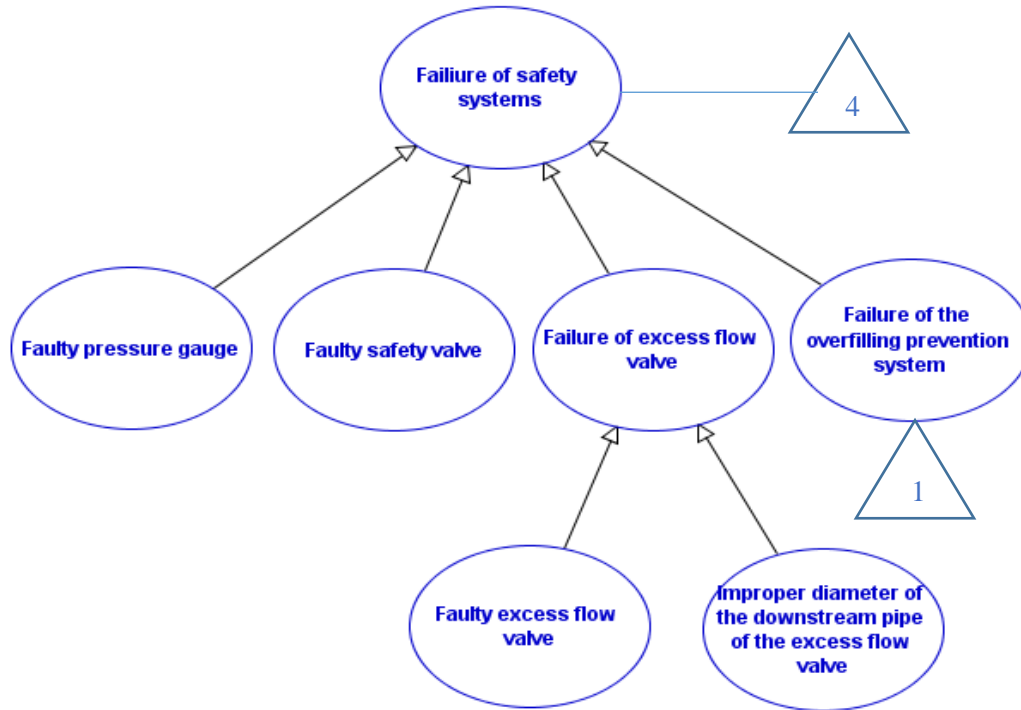 Failiure of safety
systems
4
Faulty pressure gauge
Faulty safety valve
Failure of excess flow
valve
Failure of the
overfilling prevention
system
1
Faulty excess flow
valve
Improper diameter of
the downstream pipe
of the excess flow
valve